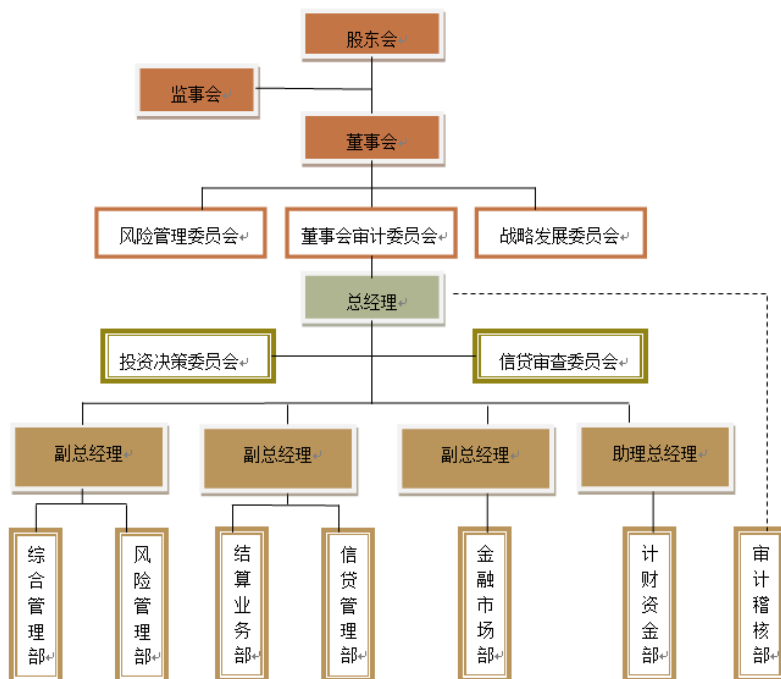 股东会
监事会
董事会
风险管理委员会
董事会审计委员会
战略发展委员会
总经理
投资决策委员会
信贷审查委员会
副总经理
副总经理
副总经理
助理总经理
综合管理部
风险管理部
结算业务部
信贷管理部
金融市场部
计财资金部
审计稽核部